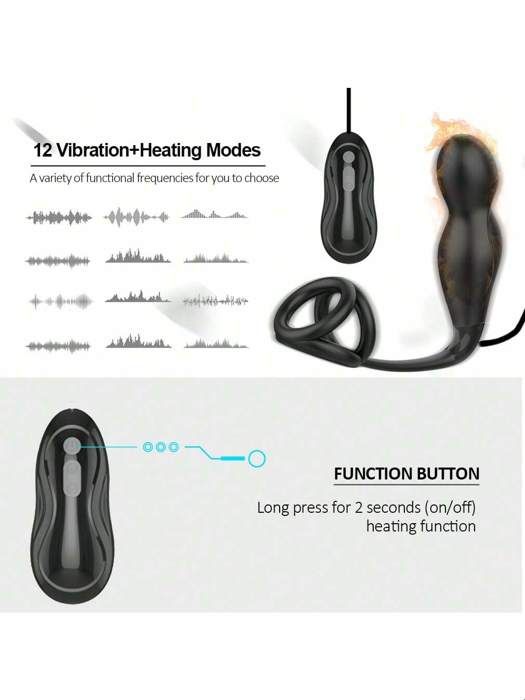 12 Vibration+Heating Modes
A variety of functional frequencies for you to choose
FUNCTION BUTTON
Long press for 2 seconds (on/off)
heating function